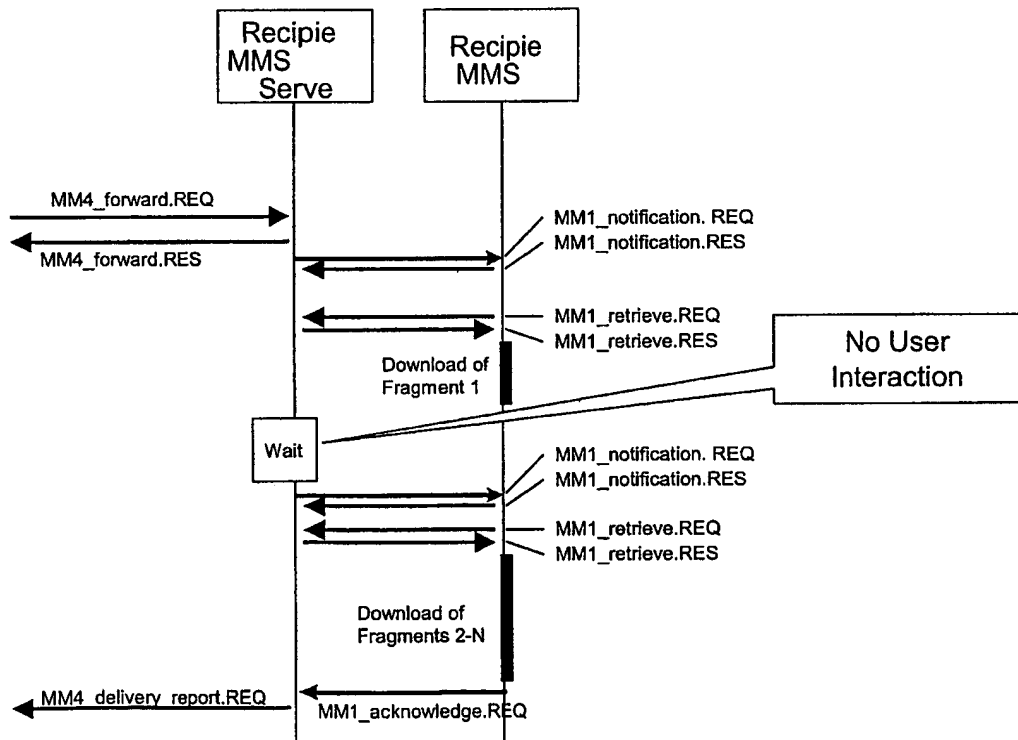 Recipie
MMS
Serve
Recipie
MMS
MM4_forward.REQ
MM4_forward.RES
MM1_notification. REQ
MM1_notification.RES
MM1_retrieve.REQ
MM1_retrieve.RES
Download of
Fragment 1
No User
Interaction
Wait
MM1_notification. REQ
MM1_notification.RES
MM1_retrieve.REQ
MM1_retrieve.RES
Download of
Fragments 2-N
MM4_delivery_report.REQ
MM1_acknowledge.REQ